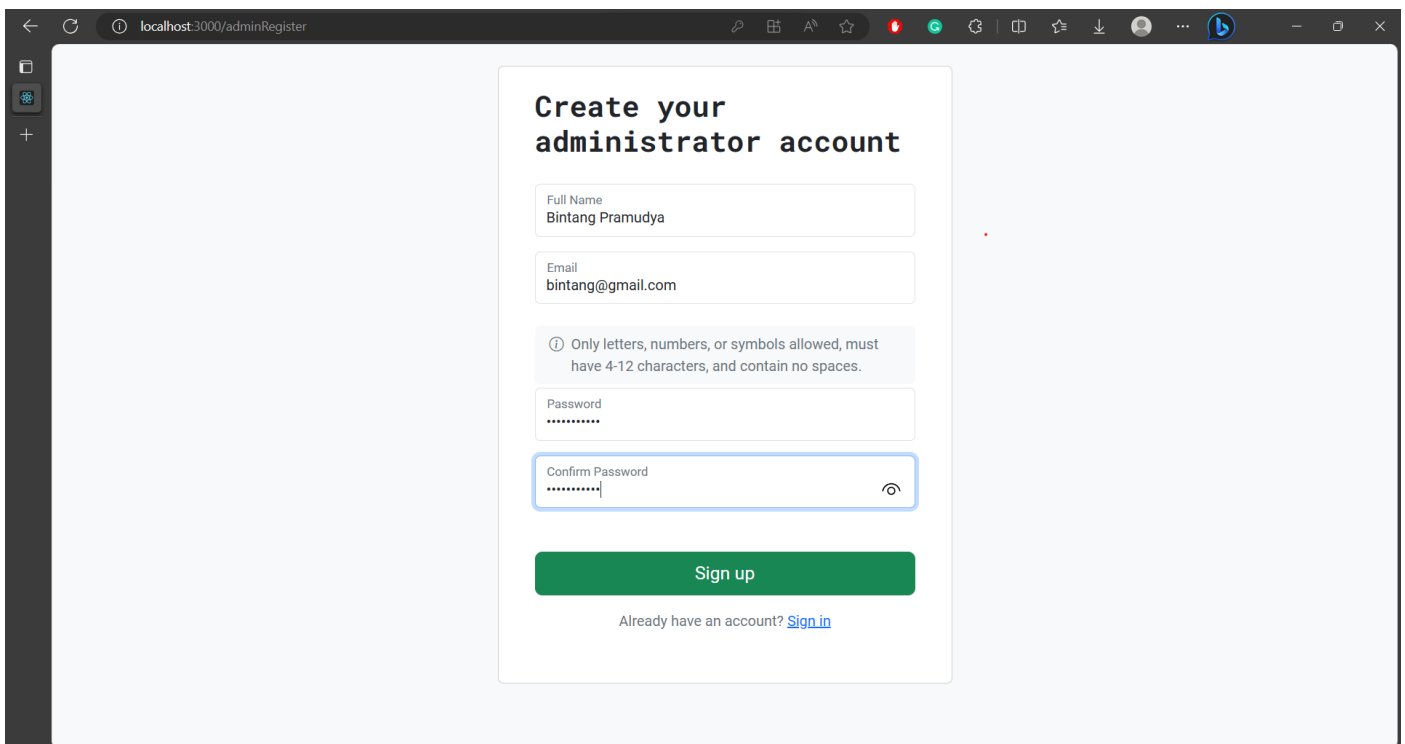 localhost:3000/adminRegister
Create your
administrator account
Full Name
Bintang Pramudya
Email
bintang@gmail.com
Only letters, numbers, or symbols allowed, must
have 4-12 characters, and contain no spaces.
Password
•••••••••••
Confirm Password
•••••••••••
Sign up
Already have an account? Sign in